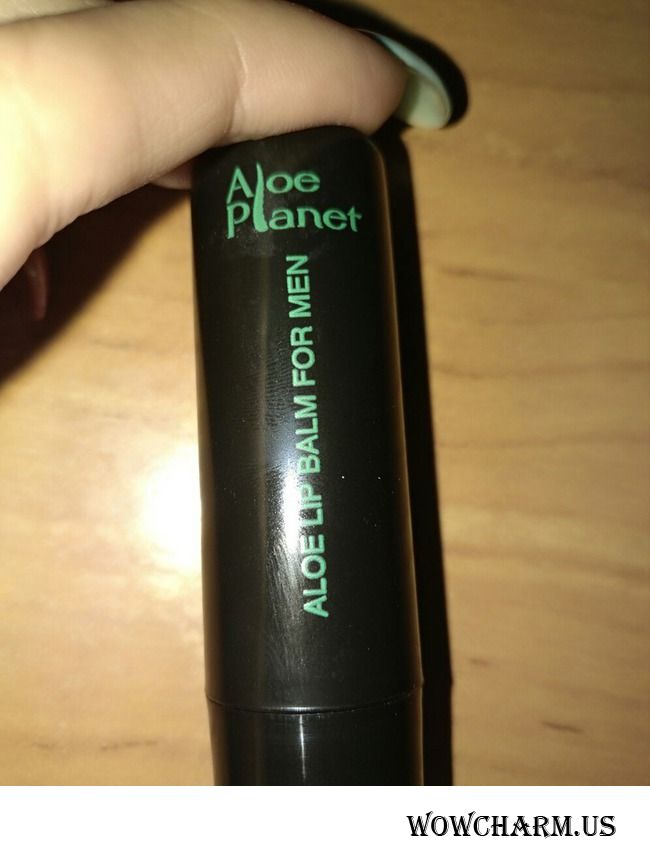 Aloe
Planet
ALOE LIP BALM FOR MEN
WOWCHARM.US